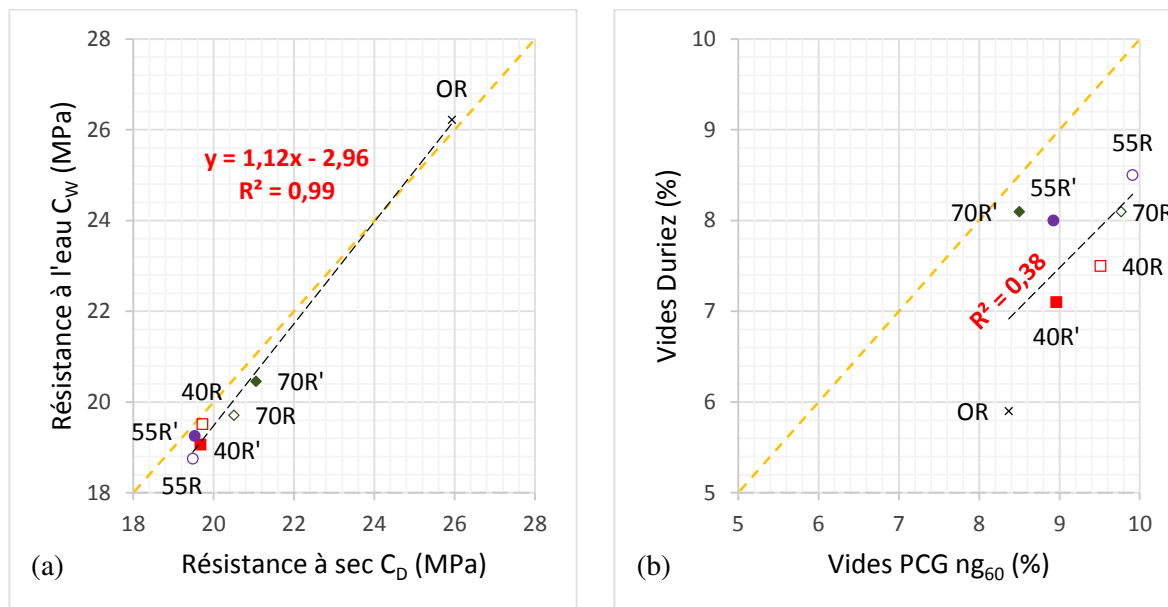 28
26
24
22
20
18
Résistance à l'eau C_W (MPa)
OR
y = 1,12x - 2,96
R² = 0,99
40R
70R'
70R
55R'
40R'
55R
18 20 22 24 26 28
(a)
Résistance à sec C_D (MPa)
10
9
8
7
6
5
Vides Duriez (%)
55R
55R'
70R'
70R
40R
R² = 0,38
40R'
OR
5 6 7 8 9 10
(b)
Vides PCG ng₆₀ (%)